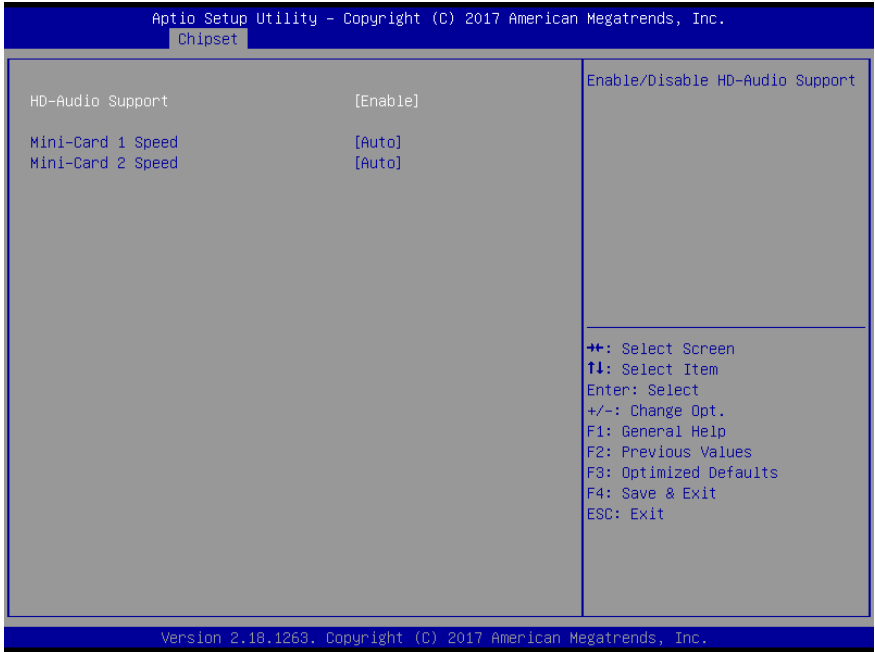 Aptio Setup Utility – Copyright (C) 2017 American Megatrends, Inc.
Chipset
HD-Audio Support [Enable]
Mini-Card 1 Speed [Auto]
Mini-Card 2 Speed [Auto]
Enable/Disable HD-Audio Support
→←: Select Screen
↑↓: Select Item
Enter: Select
+/-: Change Opt.
F1: General Help
F2: Previous Values
F3: Optimized Defaults
F4: Save & Exit
ESC: Exit
Version 2.18.1263. Copyright (C) 2017 American Megatrends, Inc.